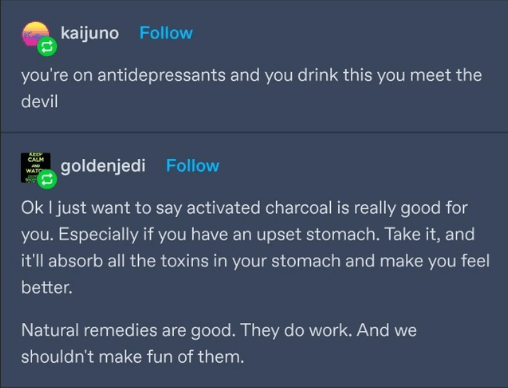 kaijuno Follow
you're on antidepressants and you drink this you meet the
devil
KEEP
CALM
AND
goldenjedi Follow
Ok I just want to say activated charcoal is really good for
you. Especially if you have an upset stomach. Take it, and
it'll absorb all the toxins in your stomach and make you feel
better.
Natural remedies are good. They do work. And we
shouldn't make fun of them.